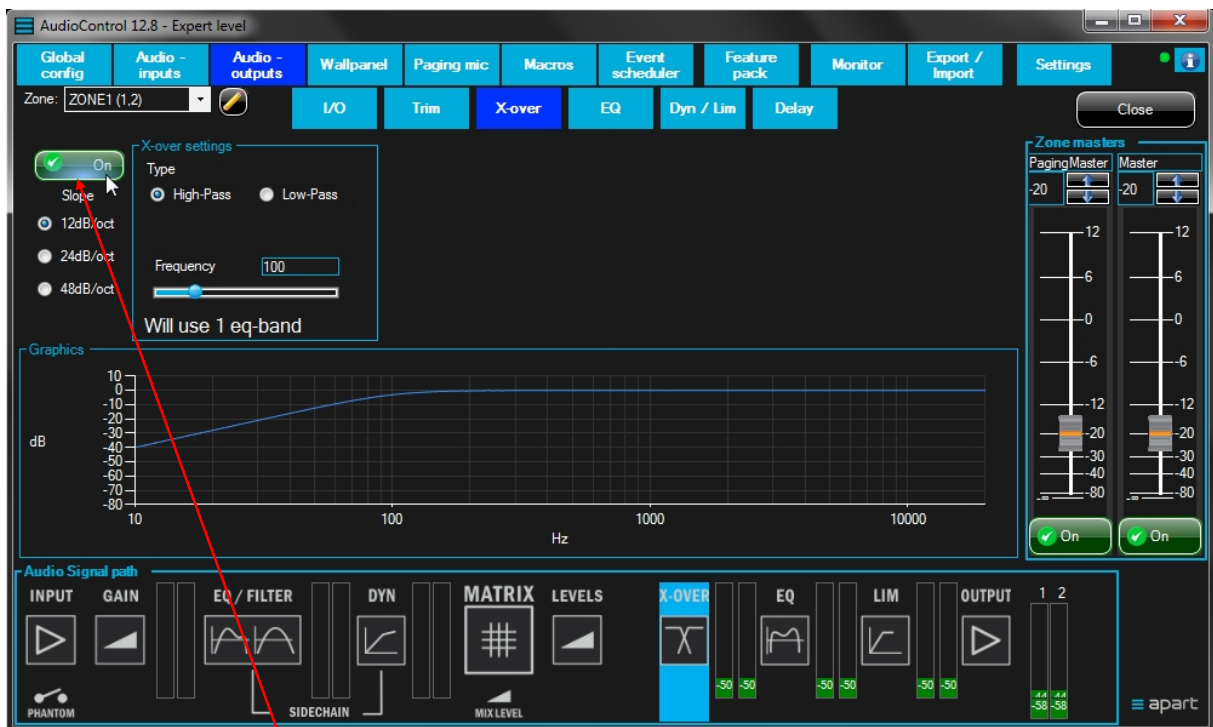 AudioControl 12.8 - Expert level
Global config
Audio - inputs
Audio - outputs
Wallpanel
Paging mic
Macros
Event scheduler
Feature pack
Monitor
Export / Import
Settings
Zone: ZONE1 (1,2)
I/O
Trim
X-over
EQ
Dyn / Lim
Delay
Close
On
Slope
12dB/oct
24dB/oct
48dB/oct
X-over settings
Type
High-Pass
Low-Pass
Frequency 100
Will use 1 eq-band
Zone masters
PagingMaster
Master
-20
-20
12
6
0
-6
-12
-20
-30
-40
-80
-∞
12
6
0
-6
-12
-20
-30
-40
-80
-∞
On
On
Graphics
dB
10
0
-10
-20
-30
-40
-50
-60
-70
-80
10
100
1000
10000
Hz
Audio Signal path
INPUT
GAIN
EQ / FILTER
DYN
MATRIX
LEVELS
X-OVER
EQ
LIM
OUTPUT
1 2
-50 -50
-50 -50
-50 -50
-44 -44
-58 -58
PHANTOM
SIDECHAIN
MIX LEVEL
apart